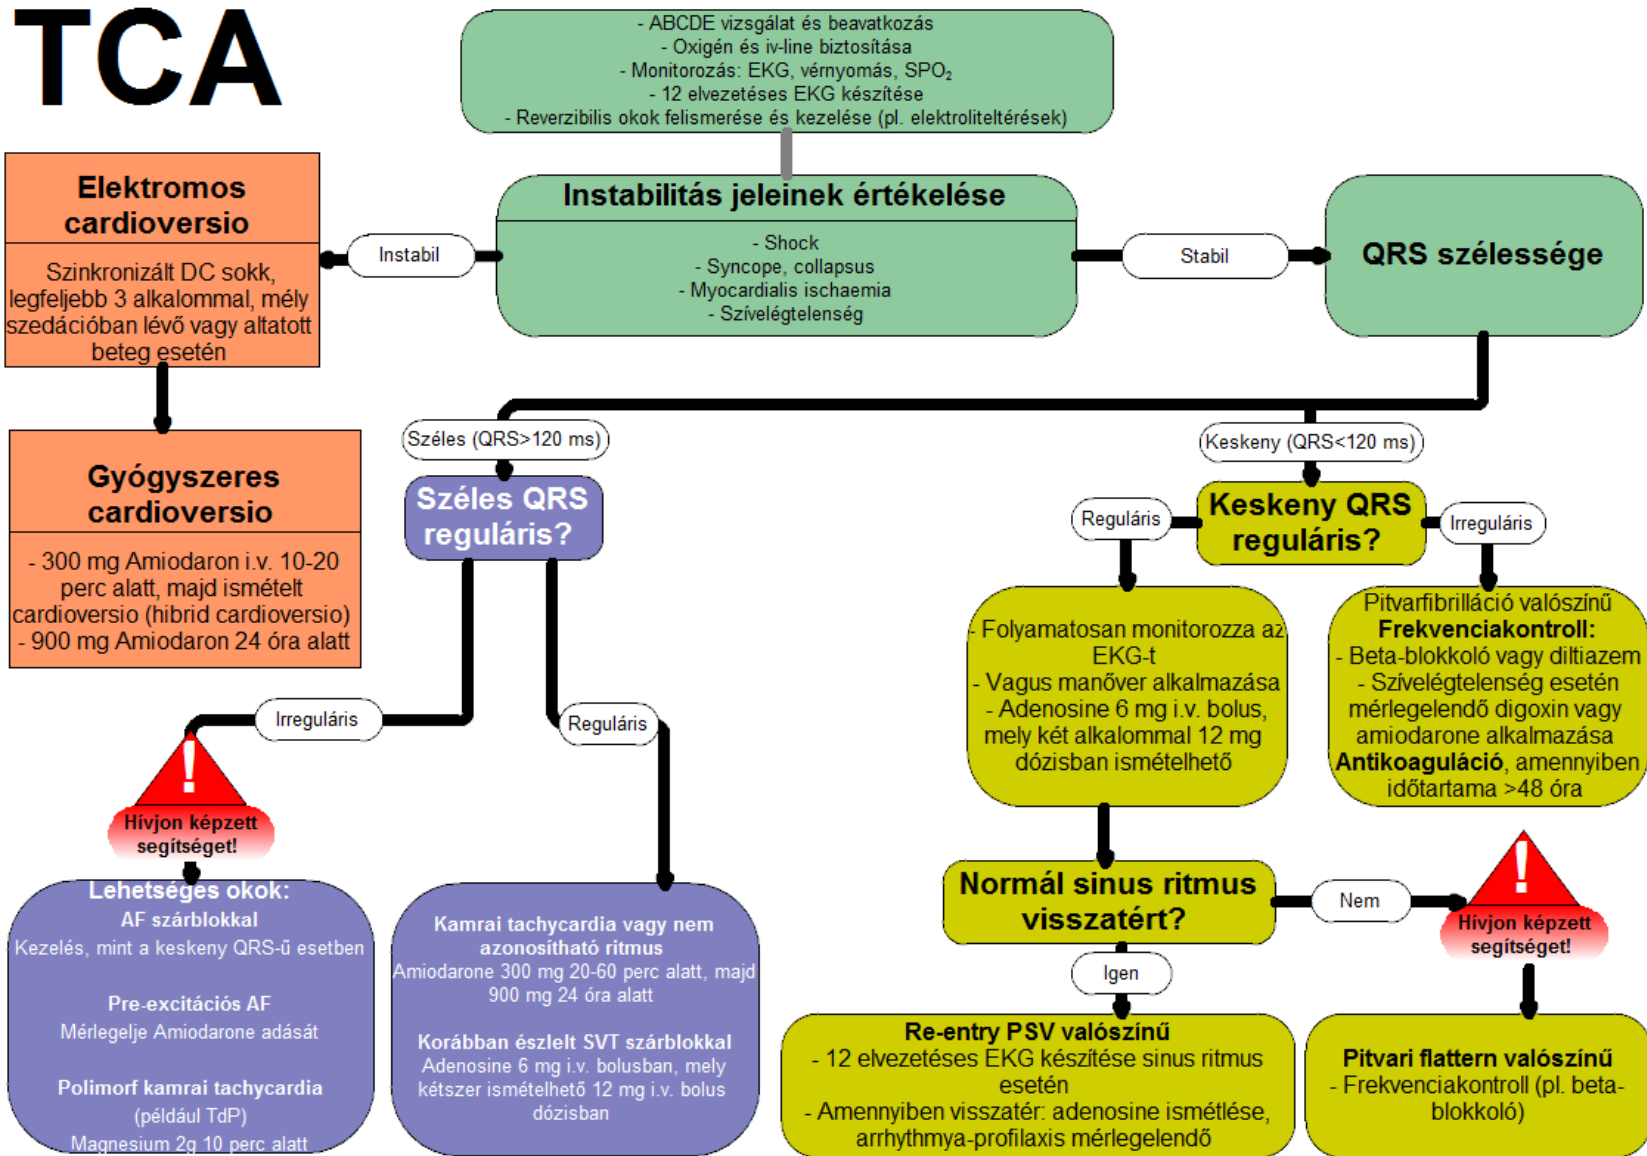 TCA
- ABCDE vizsgálat és beavatkozás
- Oxigén és iv-line biztosítása
- Monitorozás: EKG, vérnyomás, SPO₂
- 12 elvezetéses EKG készítése
- Reverzibilis okok felismerése és kezelése (pl. elektroliteltérések)
Elektromos
cardioversio
Szinkronizált DC sokk,
legfeljebb 3 alkalommal, mély
szedációban lévő vagy altatott
beteg esetén
Instabil
Instabilitás jeleinek értékelése
- Shock
- Syncope, collapsus
- Myocardialis ischaemia
- Szívelégtelenség
Stabil
QRS szélessége
Gyógyszeres
cardioversio
- 300 mg Amiodaron i.v. 10-20
perc alatt, majd ismételt
cardioversio (hibrid cardioversio)
- 900 mg Amiodaron 24 óra alatt
Széles (QRS>120 ms)
Széles QRS
reguláris?
Keskeny (QRS<120 ms)
Keskeny QRS
reguláris?
Reguláris
Irreguláris
- Folyamatosan monitorozza az
EKG-t
- Vagus manőver alkalmazása
- Adenosine 6 mg i.v. bolus,
mely két alkalommal 12 mg
dózisban ismételhető
Pitvarfibrilláció valószínű
Frekvenciakontroll:
- Beta-blokkoló vagy diltiazem
- Szívelégtelenség esetén
mérlegelendő digoxin vagy
amiodarone alkalmazása
Antikoaguláció, amennyiben
időtartama >48 óra
Irreguláris
Reguláris
!
Hívjon képzett
segítséget!
Lehetséges okok:
AF szárblokkal
Kezelés, mint a keskeny QRS-ű esetben
Pre-excitációs AF
Mérlegelje Amiodarone adását
Polimorf kamrai tachycardia
(például TdP)
Magnesium 2g 10 perc alatt
Kamrai tachycardia vagy nem
azonosítható ritmus
Amiodarone 300 mg 20-60 perc alatt, majd
900 mg 24 óra alatt
Korábban észlelt SVT szárblokkal
Adenosine 6 mg i.v. bolusban, mely
kétszer ismételhető 12 mg i.v. bolus
dózisban
Normál sinus ritmus
visszatért?
Nem
!
Hívjon képzett
segítséget!
Igen
Re-entry PSV valószínű
- 12 elvezetéses EKG készítése sinus ritmus
esetén
- Amennyiben visszatér: adenosine ismétlése,
arrhythmya-profilaxis mérlegelendő
Pitvari flattern valószínű
- Frekvenciakontroll (pl. beta-
blokkoló)